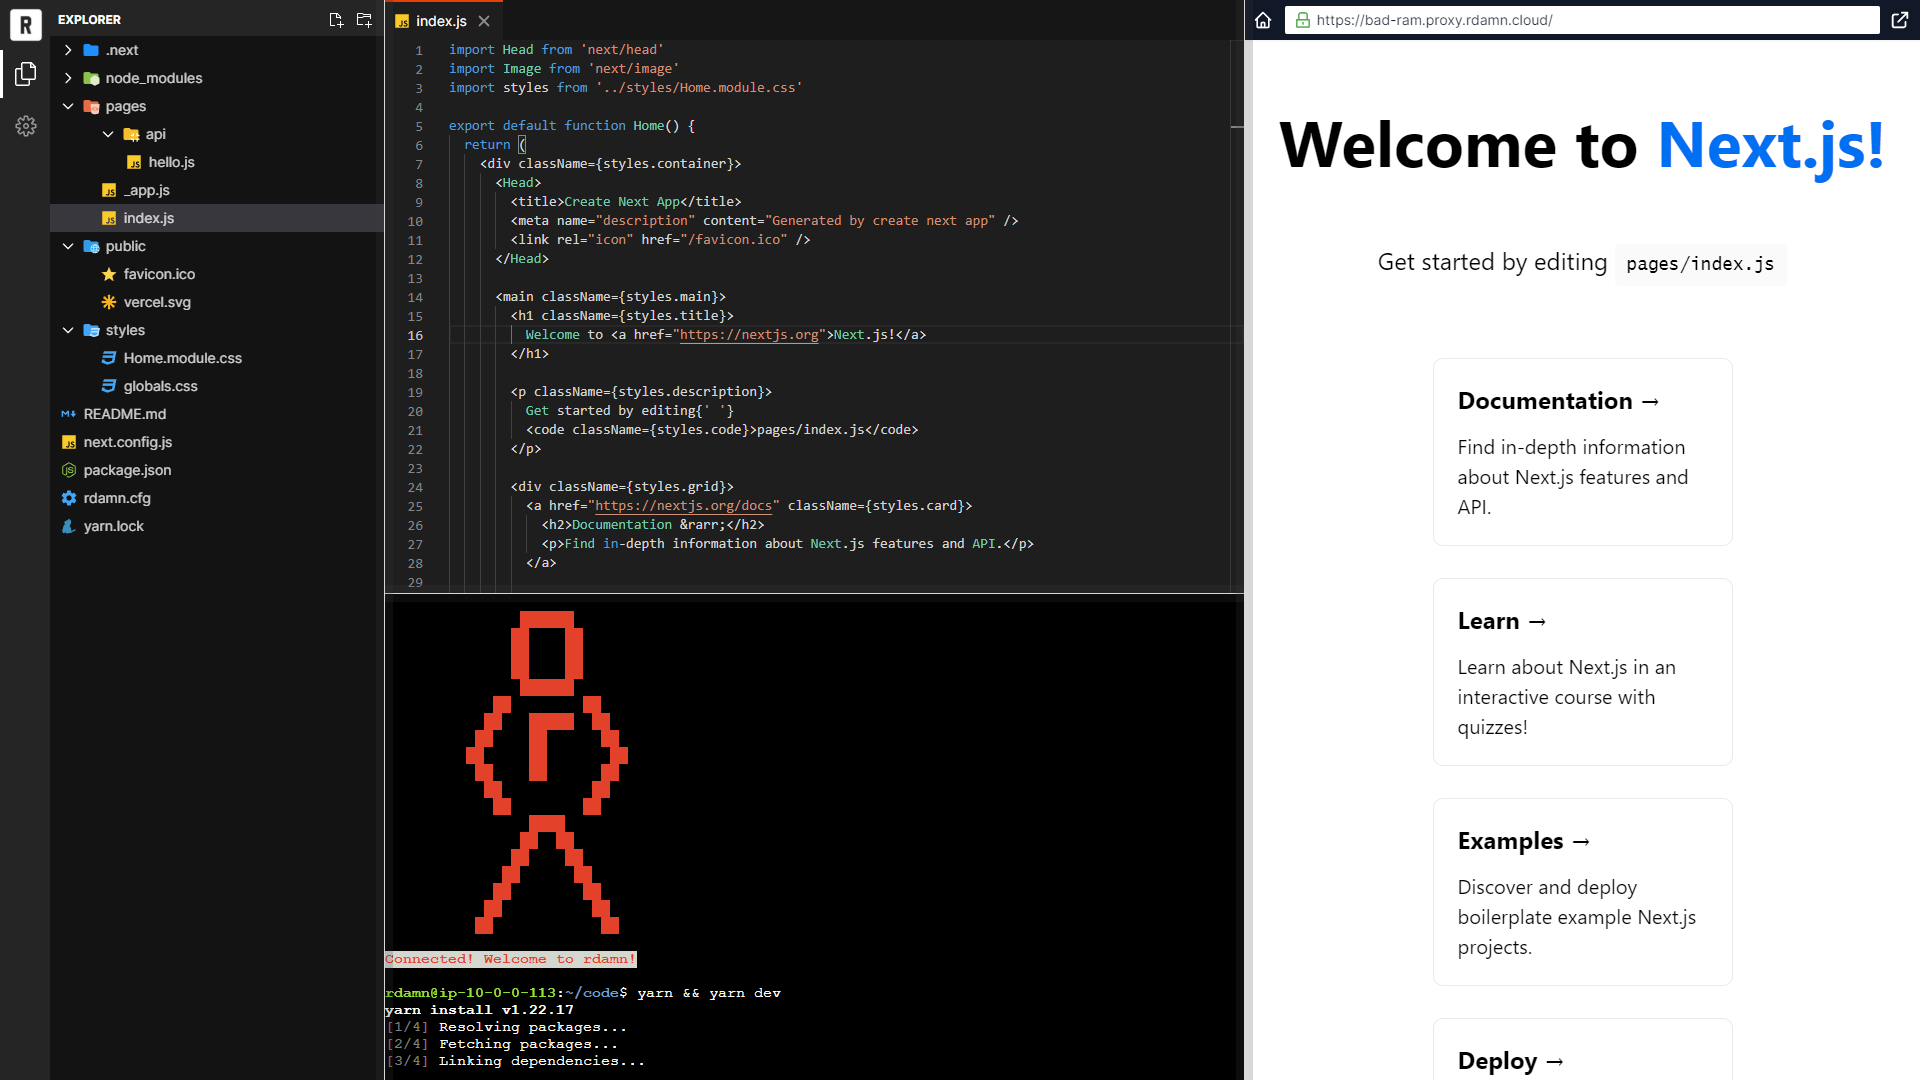 R
EXPLORER
.next
node_modules
pages
api
hello.js
_app.js
index.js
public
favicon.ico
vercel.svg
styles
Home.module.css
globals.css
README.md
next.config.js
package.json
rdamn.cfg
yarn.lock
index.js
1 import Head from 'next/head'
2 import Image from 'next/image'
3 import styles from '../styles/Home.module.css'
4
5 export default function Home() {
6 return (
7 <div className={styles.container}>
8 <Head>
9 <title>Create Next App</title>
10 <meta name="description" content="Generated by create next app" />
11 <link rel="icon" href="/favicon.ico" />
12 </Head>
13
14 <main className={styles.main}>
15 <h1 className={styles.title}>
16 Welcome to <a href="https://nextjs.org">Next.js!</a>
17 </h1>
18
19 <p className={styles.description}>
20 Get started by editing{' '}
21 <code className={styles.code}>pages/index.js</code>
22 </p>
23
24 <div className={styles.grid}>
25 <a href="https://nextjs.org/docs" className={styles.card}>
26 <h2>Documentation &rarr;</h2>
27 <p>Find in-depth information about Next.js features and API.</p>
28 </a>
29
Connected! Welcome to rdamn!
rdamn@ip-10-0-0-113:~/code$ yarn && yarn dev
yarn install v1.22.17
[1/4] Resolving packages...
[2/4] Fetching packages...
[3/4] Linking dependencies...
https://bad-ram.proxy.rdamn.cloud/
Welcome to Next.js!
Get started by editing pages/index.js
Documentation →
Find in-depth information
about Next.js features and
API.
Learn →
Learn about Next.js in an
interactive course with
quizzes!
Examples →
Discover and deploy
boilerplate example Next.js
projects.
Deploy →